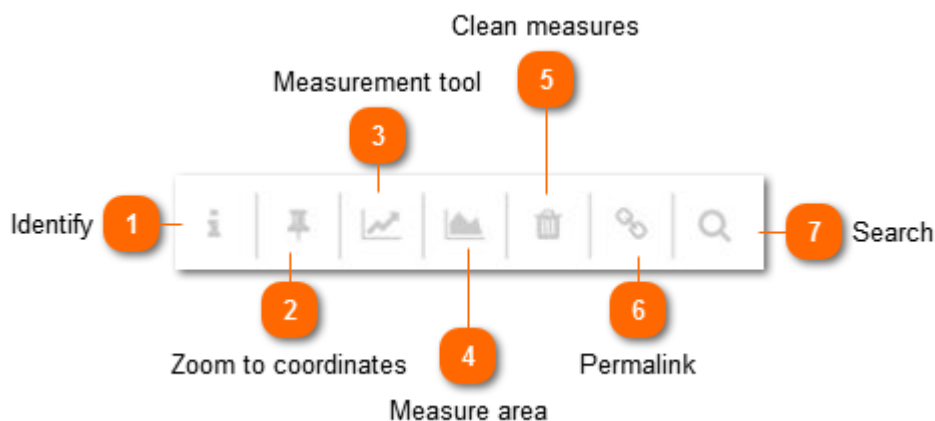 Clean measures
5
Measurement tool
3
Identify
1
7
Search
2
6
Zoom to coordinates
4
Permalink
Measure area